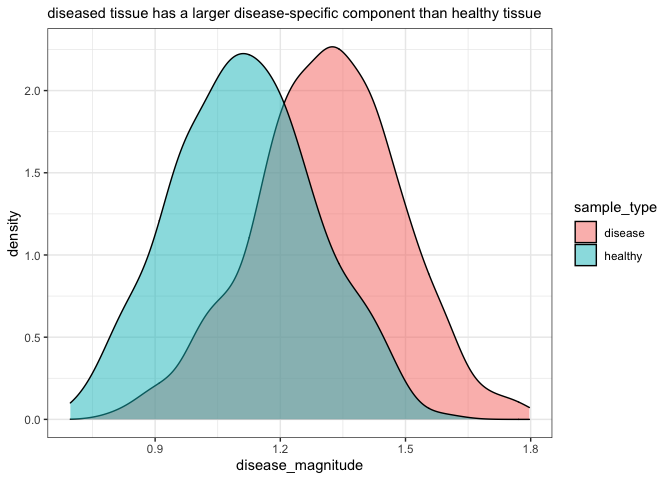 diseased tissue has a larger disease-specific component than healthy tissue
density
2.0
1.5
1.0
0.5
0.0
0.9
1.2
1.5
1.8
disease_magnitude
sample_type
disease
healthy